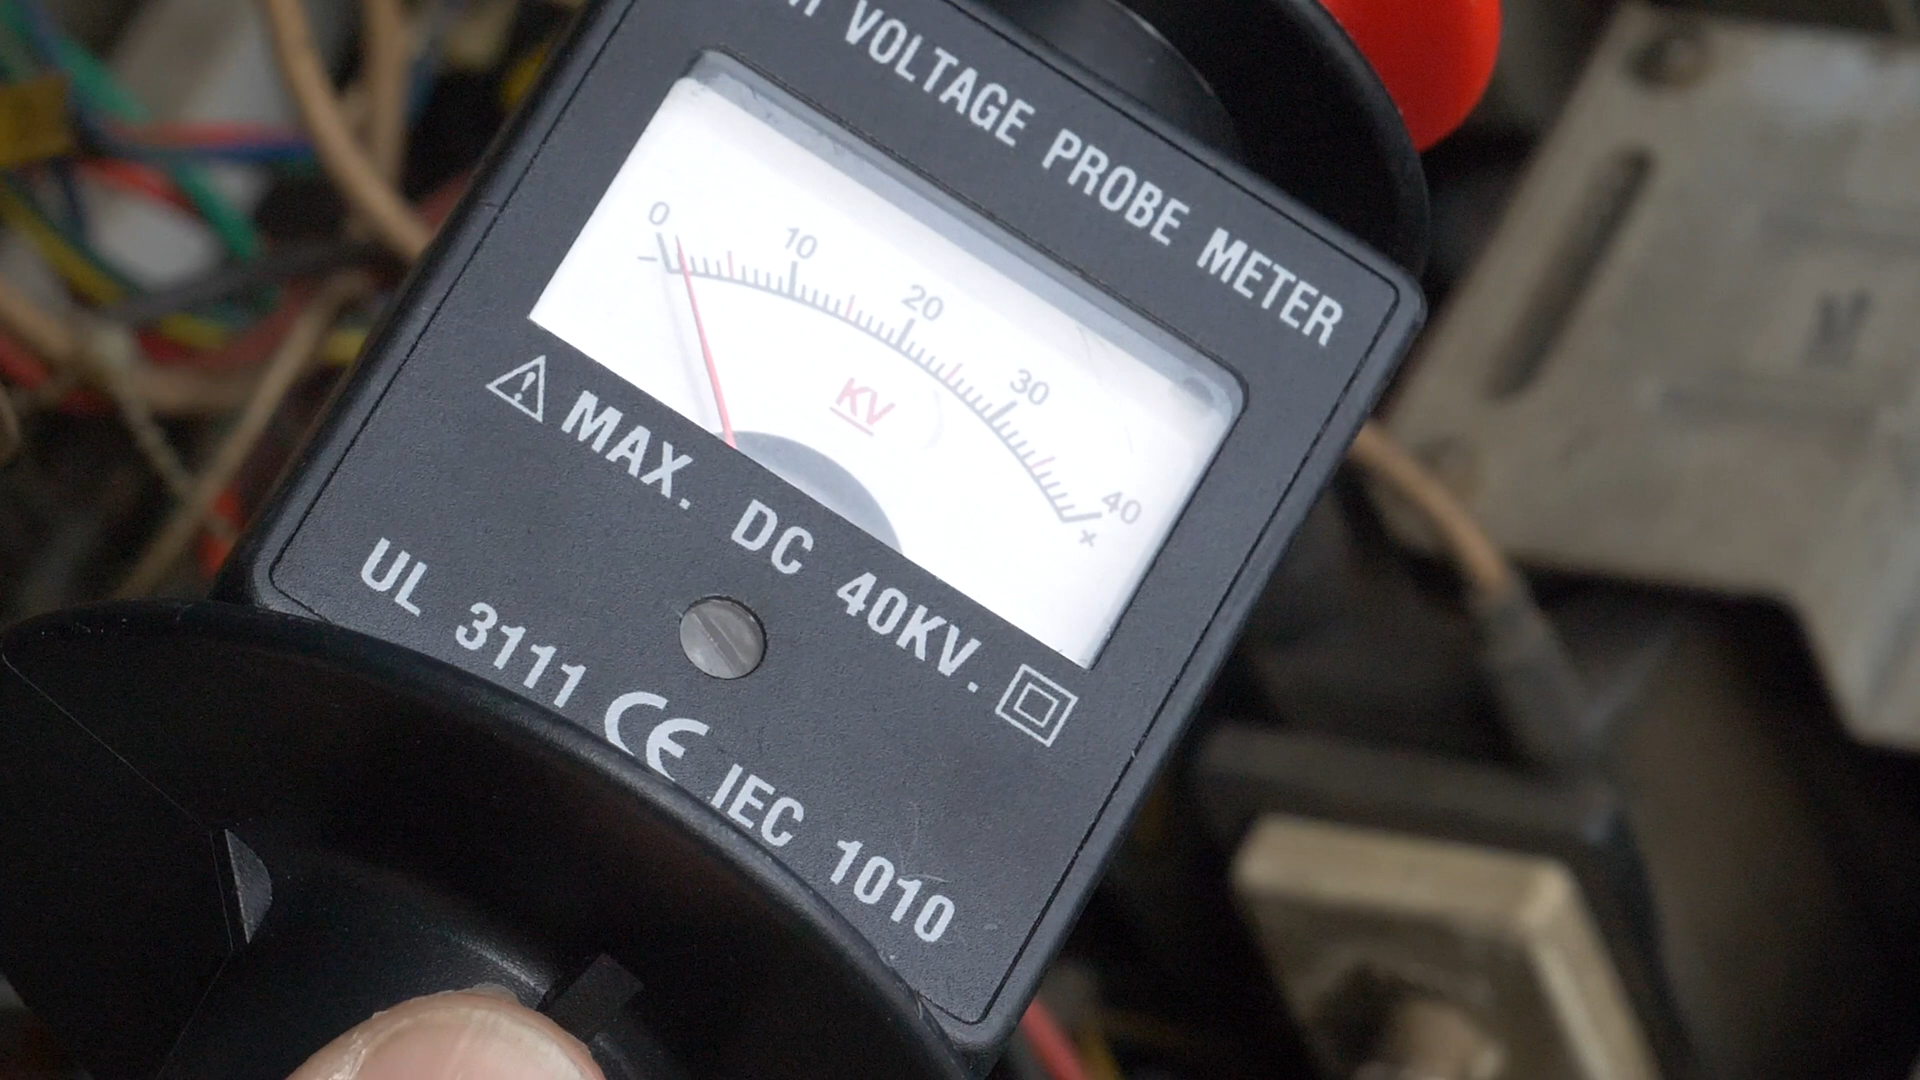 VOLTAGE PROBE METER
0 10 20 30 40
− +
KV
MAX. DC 40KV.
UL 3111 CE IEC 1010